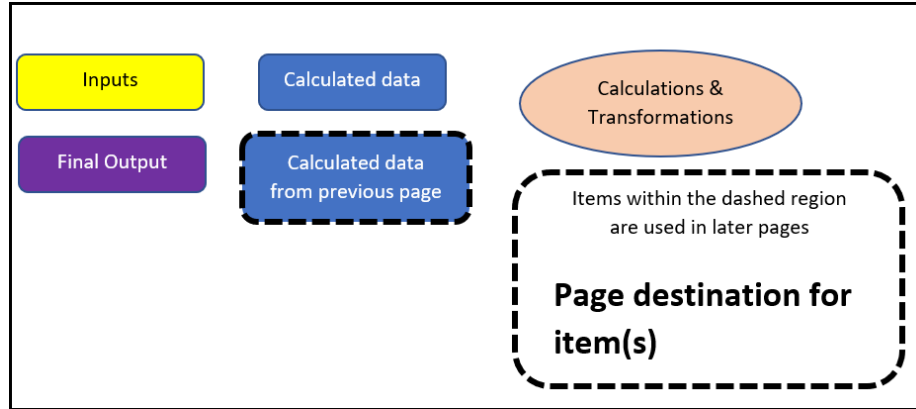 Inputs
Calculated data
Calculations &
Transformations
Final Output
Calculated data
from previous page
Items within the dashed region
are used in later pages
Page destination for
item(s)